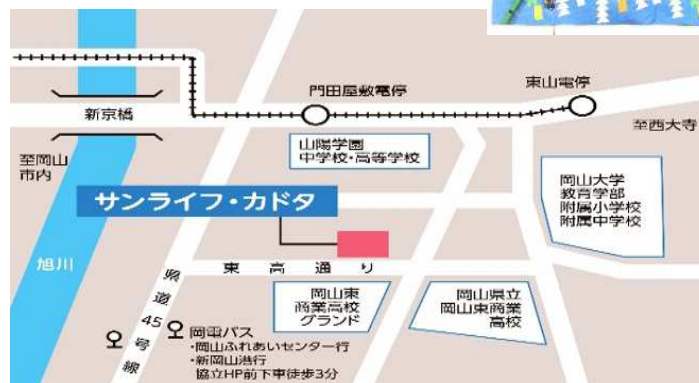 門田屋敷電停
東山電停
新京橋
至西大寺
山陽学園
中学校・高等学校
至岡山
市内
岡山大学
教育学部
附属小学校
附属中学校
サンライフ・カドタ
旭川
東高通り
県道45号線
岡山東
商業高校
グランド
岡山県立
岡山東商業
高校
岡電バス
・岡山ふれあいセンター行
・新岡山港行
協立HP前下車徒歩3分